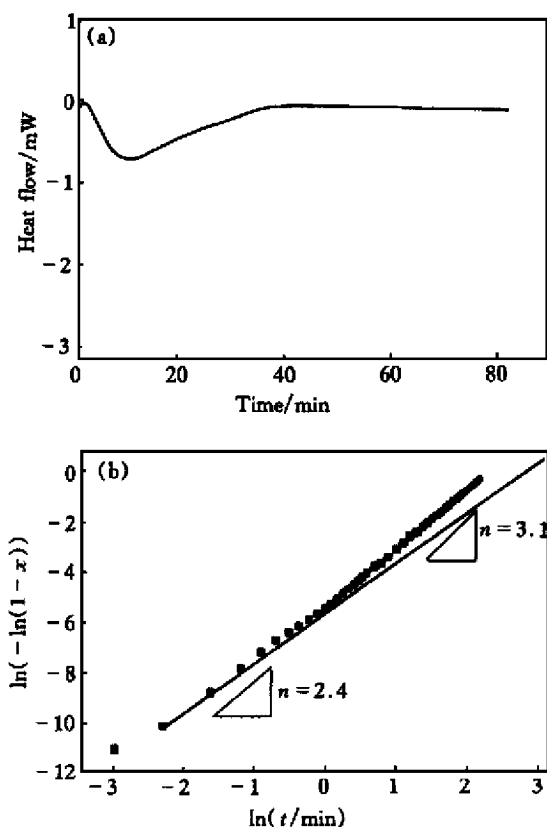 (a)
1
0
-1
-2
-3
Heat flow/mW
0 20 40 60 80
Time/min
(b)
0
-2
-4
-6
-8
-10
-12
ln(-ln(1-x))
n=3.1
n=2.4
-3 -2 -1 0 1 2 3
ln(t/min)